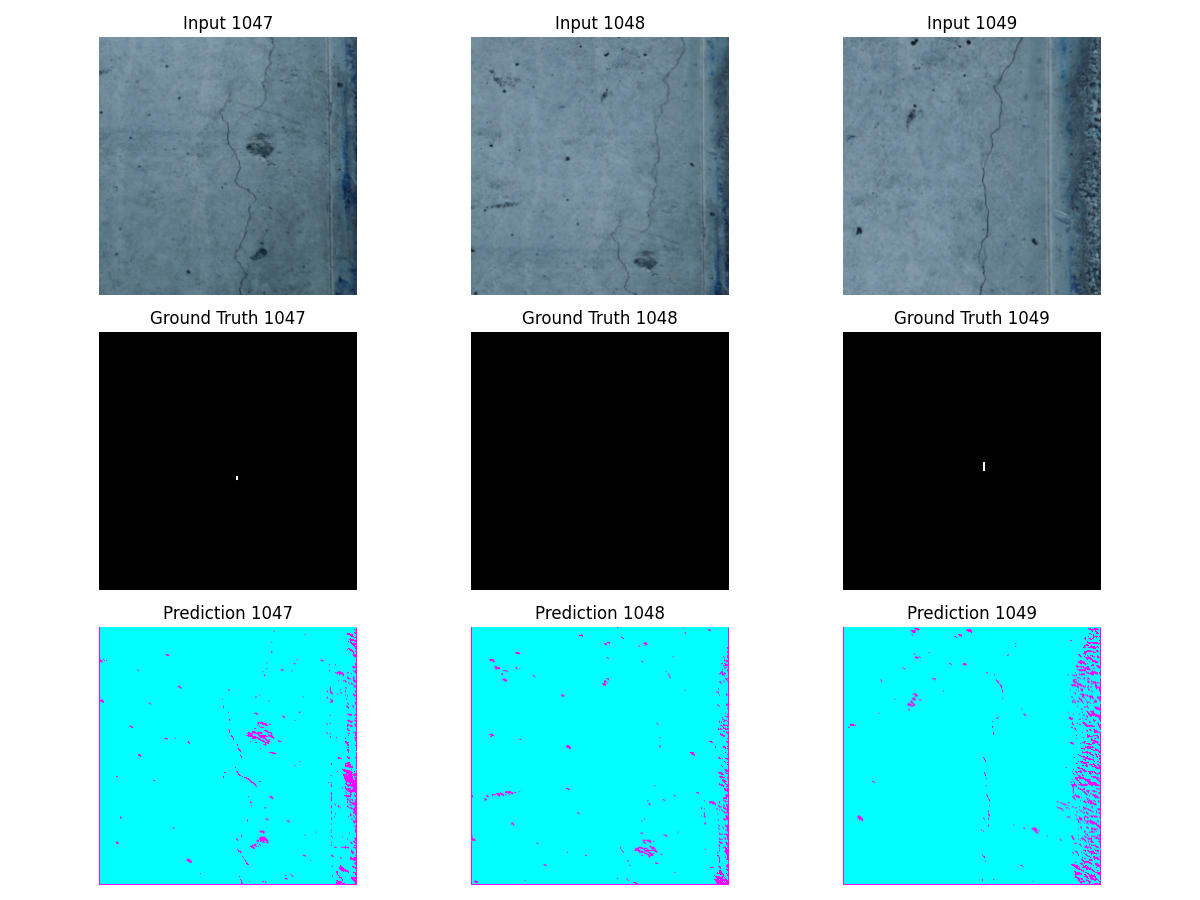 Input 1047
Input 1048
Input 1049
Ground Truth 1047
Ground Truth 1048
Ground Truth 1049
Prediction 1047
Prediction 1048
Prediction 1049